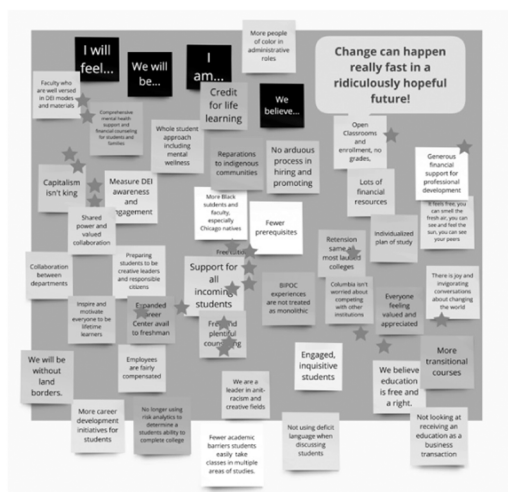 I will
feel...
We will
be...
I
am...
We
believe...
More people
of color in
administrative
roles
Change can happen
really fast in a
ridiculously hopeful
future!
Faculty who
are well versed
in DEI modes
and materials
Comprehensive
mental health
support and
financial counseling
for students and
families
Credit
for life
learning
Whole student
approach
including
mental
wellness
Reparations
to indigenous
communities
No arduous
process in
hiring and
promoting
Open
Classrooms
and
enrollment, no
grades,
Generous
financial
support for
professional
development
Capitalism
isn't king
Measure DEI
awareness
and
engagement
Lots of
financial
resources
fresh air, you
can see and feel
the sun, you can
see your peers
Shared
power and
valued
collaboration
More Black
and
faculty,
especially
Chicago natives
Fewer
prerequisites
Individualized
plan of study
Retension
same as
most
colleges
Collaboration
between
departments
Preparing
students to be
creative leaders
and responsible
citizens
Support for
all
incoming
students
BIPOC
experiences
are not treated
as monolithic
Columbia isn't
worried about
competing with
other
institutions
Everyone
feeling
valued and
appreciated
There is joy and
invigorating
conversations
about changing
the world
Inspire and
motivate
everyone to be
lifetime
learners
Expanded
Career
Center avail
to freshman
Free and
plentiful
counseling
We will be
without
land
borders.
Employees
are fairly
compensated
Engaged,
inquisitive
students
We believe
education
is free and
a right.
More
transitional
courses
More career
development
initiatives for
students
No longer using
risk analytics to
determine a
students ability to
complete college
We are a
leader in anti-
racism and
creative fields
Fewer academic
barriers students
easily take
classes in multiple
areas of studies.
Not using deficit
language when
discussing
students
Not looking at
receiving an
education as a
business
transaction